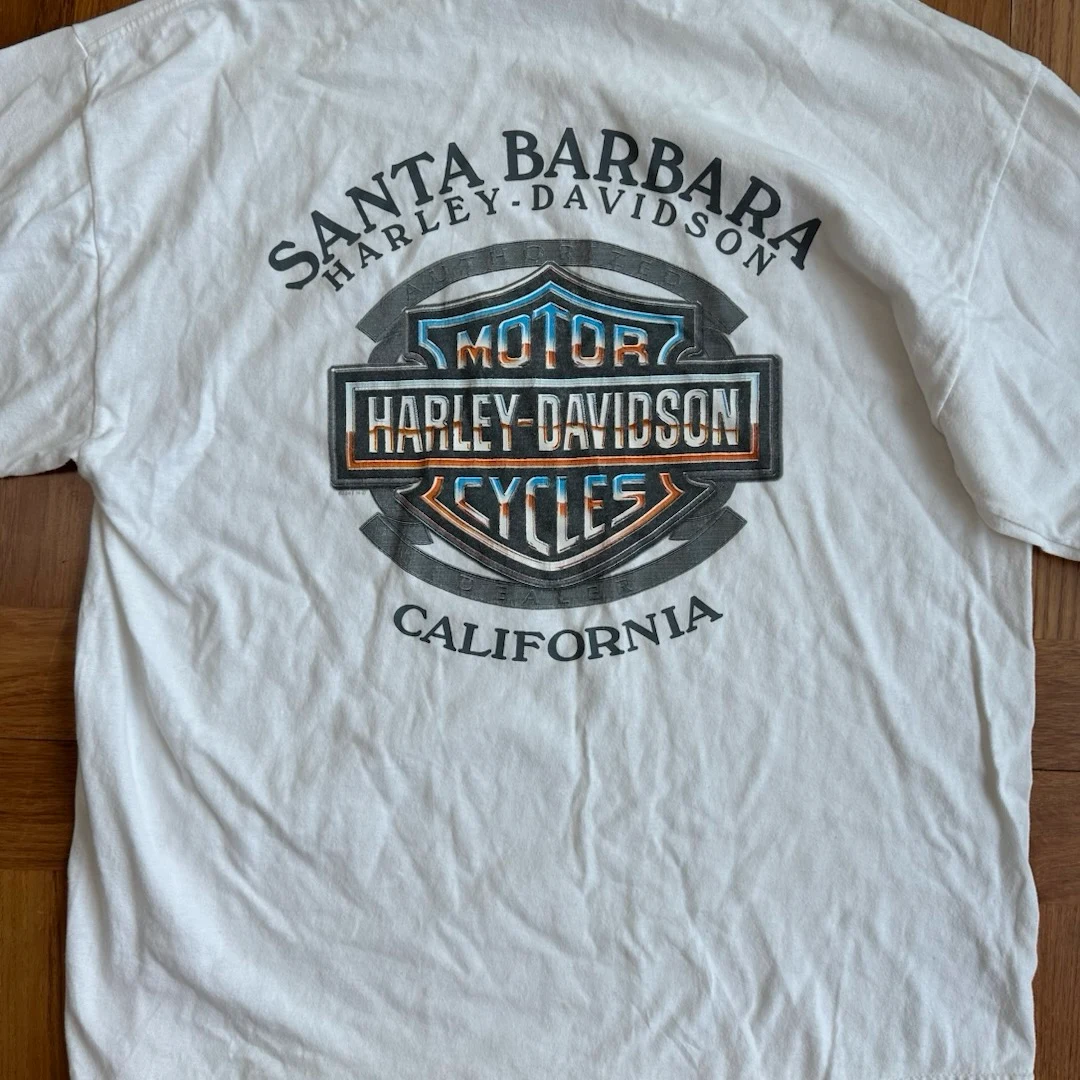 SANTA BARBARA
HARLEY-DAVIDSON
AUTHORIZED
MOTOR
HARLEY-DAVIDSON
CYCLES
DEALER
CALIFORNIA